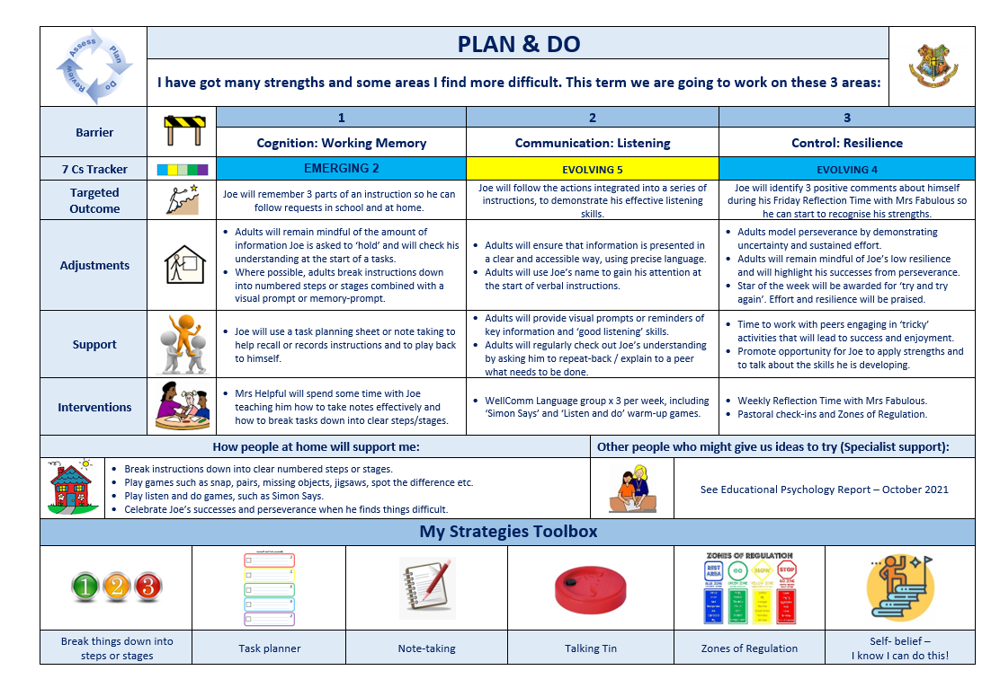 PLAN & DO
Assess
Plan
Do
Review
I have got many strengths and some areas I find more difficult. This term we are going to work on these 3 areas:
Barrier
1
2
3
Cognition: Working Memory
Communication: Listening
Control: Resilience
7 Cs Tracker
EMERGING 2
EVOLVING 5
EVOLVING 4
Targeted
Outcome
Joe will remember 3 parts of an instruction so he can
follow requests in school and at home.
Joe will follow the actions integrated into a series of
instructions, to demonstrate his effective listening
skills.
Joe will identify 3 positive comments about himself
during his Friday Reflection Time with Mrs Fabulous so
he can start to recognise his strengths.
Adjustments
• Adults will remain mindful of the amount of
information Joe is asked to ‘hold’ and will check his
understanding at the start of a tasks.
• Where possible, adults break instructions down
into numbered steps or stages combined with a
visual prompt or memory-prompt.
• Adults will ensure that information is presented in
a clear and accessible way, using precise language.
• Adults will use Joe’s name to gain his attention at
the start of verbal instructions.
• Adults model perseverance by demonstrating
uncertainty and sustained effort.
• Adults will remain mindful of Joe’s low resilience
and will highlight his successes from perseverance.
• Star of the week will be awarded for ‘try and try
again’. Effort and resilience will be praised.
Support
• Joe will use a task planning sheet or note taking to
help recall or records instructions and to play back
to himself.
• Adults will provide visual prompts or reminders of
key information and ‘good listening’ skills.
• Adults will regularly check out Joe’s understanding
by asking him to repeat-back / explain to a peer
what needs to be done.
• Time to work with peers engaging in ‘tricky’
activities that will lead to success and enjoyment.
• Promote opportunity for Joe to apply strengths and
to talk about the skills he is developing.
Interventions
• Mrs Helpful will spend some time with Joe
teaching him how to take notes effectively and
how to break tasks down into clear steps/stages.
• WellComm Language group x 3 per week, including
‘Simon Says’ and ‘Listen and do’ warm-up games.
• Weekly Reflection Time with Mrs Fabulous.
• Pastoral check-ins and Zones of Regulation.
How people at home will support me:
Other people who might give us ideas to try (Specialist support):
• Break instructions down into clear numbered steps or stages.
• Play games such as snap, pairs, missing objects, jigsaws, spot the difference etc.
• Play listen and do games, such as Simon Says.
• Celebrate Joe’s successes and perseverance when he finds things difficult.
See Educational Psychology Report – October 2021
My Strategies Toolbox
1 2 3
ZONES OF REGULATION
REST AREA
GO
SLOW
STOP
Break things down into
steps or stages
Task planner
Note-taking
Talking Tin
Zones of Regulation
Self- belief –
I know I can do this!